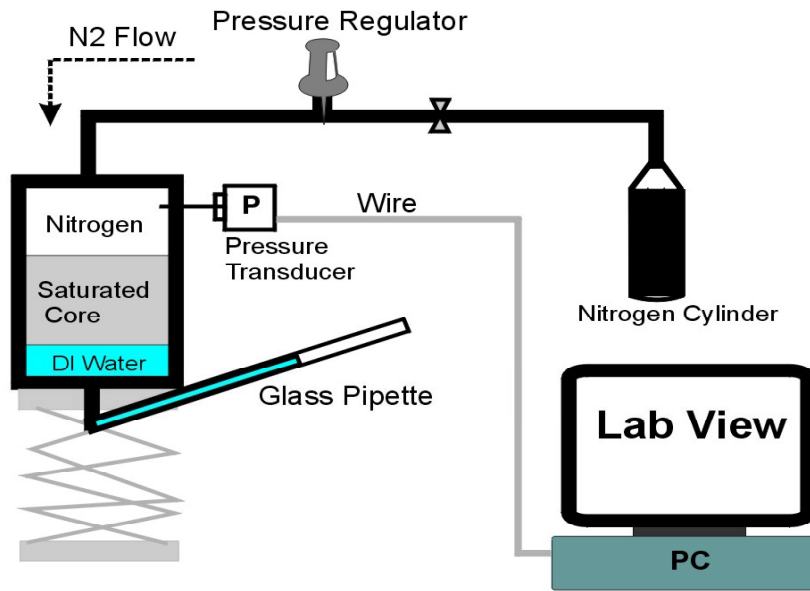 Pressure Regulator
N2 Flow
Nitrogen
P
Wire
Pressure
Transducer
Saturated
Core
DI Water
Nitrogen Cylinder
Glass Pipette
Lab View
PC